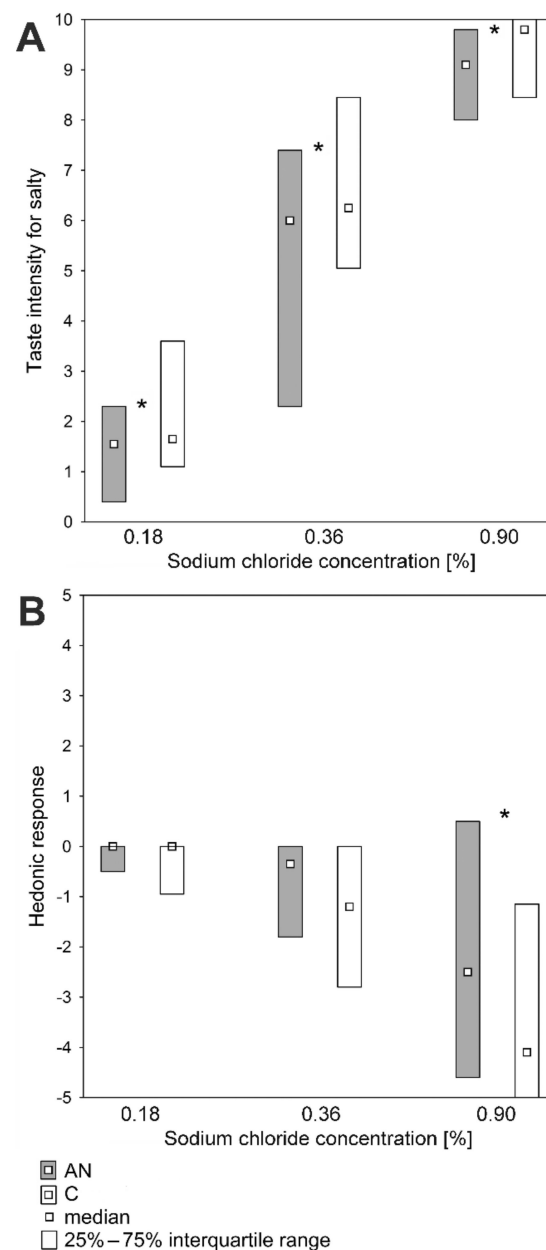 A
10
9
8
7
6
5
4
3
2
1
0
Taste intensity for salty
*
*
*
0.18 0.36 0.90
Sodium chloride concentration [%]
B
5
4
3
2
1
0
-1
-2
-3
-4
-5
Hedonic response
*
0.18 0.36 0.90
Sodium chloride concentration [%]
AN
C
median
25%–75% interquartile range